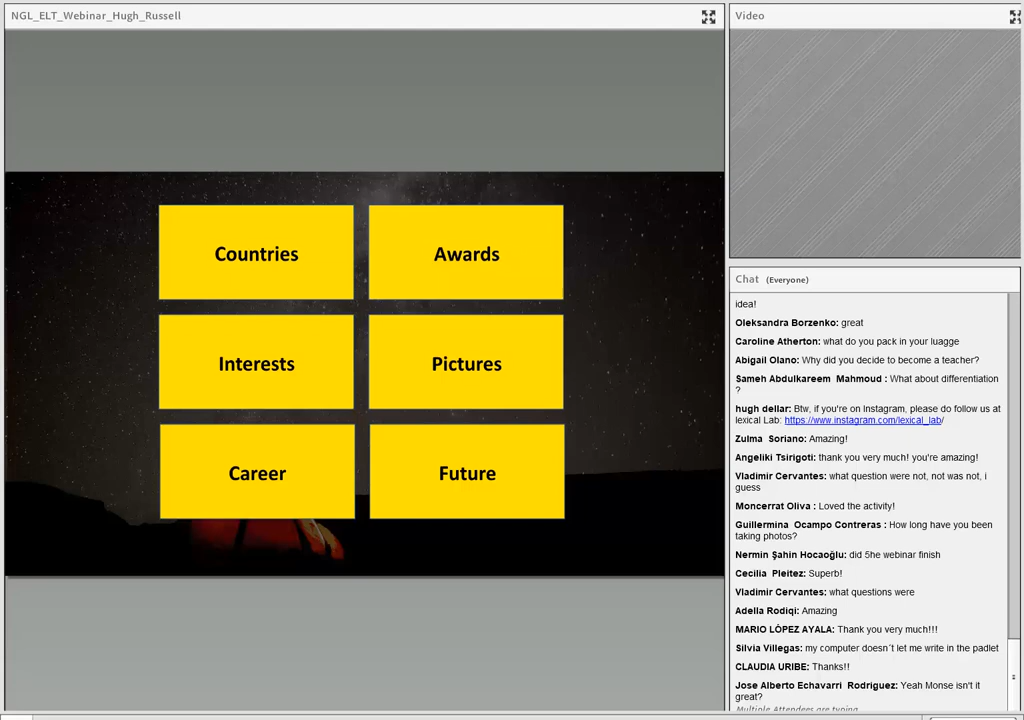 NGL_ELT_Webinar_Hugh_Russell
Countries
Awards
Interests
Pictures
Career
Future
Video
Chat (Everyone)
idea!
Oleksandra Borzenko: great
Caroline Atherton: what do you pack in your luagge
Abigail Olano: Why did you decide to become a teacher?
Sameh Abdulkareem Mahmoud : What about differentiation
?
hugh dellar: Btw, if you're on Instagram, please do follow us at
lexical Lab: https://www.instagram.com/lexical_lab/
Zulma Soriano: Amazing!
Angeliki Tsirigoti: thank you very much! you're amazing!
Vladimir Cervantes: what question were not, not was not, i
guess
Moncerrat Oliva : Loved the activity!
Guillermina Ocampo Contreras : How long have you been
taking photos?
Nermin Şahin Hocaoğlu: did 5he webinar finish
Cecilia Pleitez: Superb!
Vladimir Cervantes: what questions were
Adella Rodiqi: Amazing
MARIO LÓPEZ AYALA: Thank you very much!!!
Silvia Villegas: my computer doesn´t let me write in the padlet
CLAUDIA URIBE: Thanks!!
Jose Alberto Echavarri Rodriguez: Yeah Monse isn't it
great?
Multiple Attendees are typing